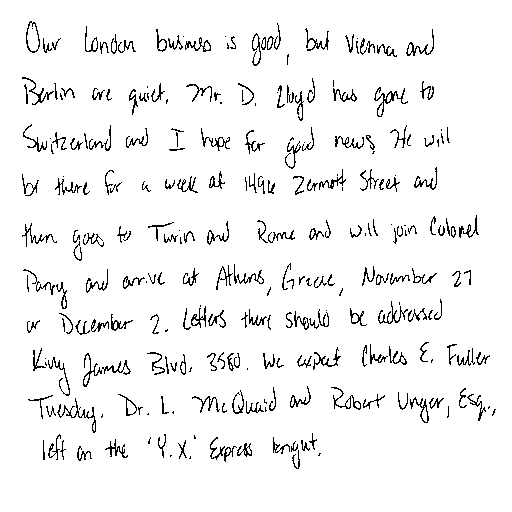 Our London business is good, but Vienna and
Berlin are quiet. Mr. D. Lloyd has gone to
Switzerland and I hope for good news. He will
be there for a week at 1496 Zermott Street and
then goes to Turin and Rome and will join Colonel
Parry and arrive at Athens, Greece, November 27
or December 2. Letters there should be addressed
King James Blvd. 3580. We expect Charles E. Fuller
Tuesday. Dr. L. McQuaid and Robert Unger, Esq.,
left on the 'Y.X.' Express tonight.